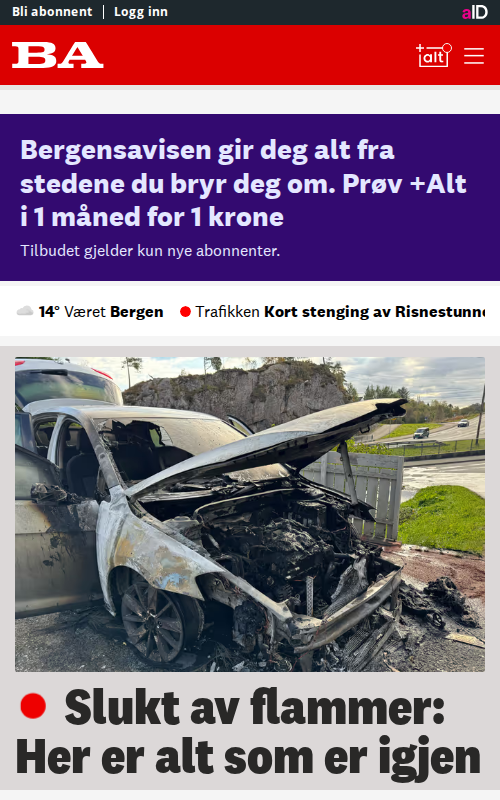 Bli abonnent | Logg inn
aID
BA
+alt
Bergensavisen gir deg alt fra
stedene du bryr deg om. Prøv +Alt
i 1 måned for 1 krone
Tilbudet gjelder kun nye abonnenter.
14° Været Bergen
Trafikken Kort stenging av
Slukt av flammer:
Her er alt som er igjen